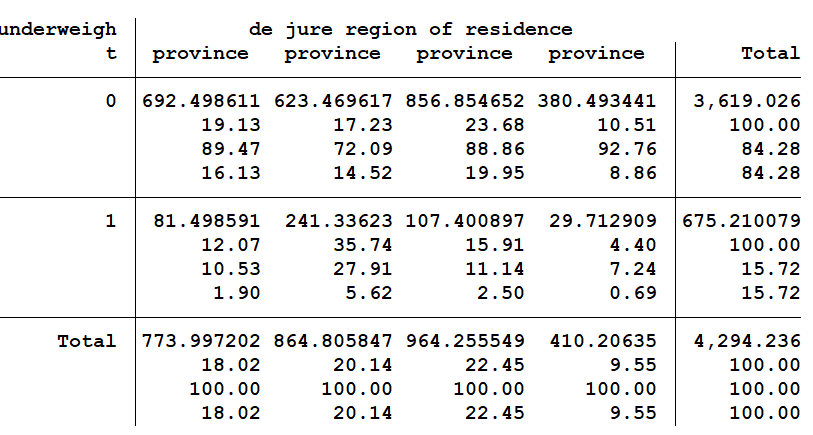 underweigh de jure region of residence
t province province province province Total
0 692.498611 623.469617 856.854652 380.493441 3,619.026
19.13 17.23 23.68 10.51 100.00
89.47 72.09 88.86 92.76 84.28
16.13 14.52 19.95 8.86 84.28
1 81.498591 241.33623 107.400897 29.712909 675.210079
12.07 35.74 15.91 4.40 100.00
10.53 27.91 11.14 7.24 15.72
1.90 5.62 2.50 0.69 15.72
Total 773.997202 864.805847 964.255549 410.20635 4,294.236
18.02 20.14 22.45 9.55 100.00
100.00 100.00 100.00 100.00 100.00
18.02 20.14 22.45 9.55 100.00